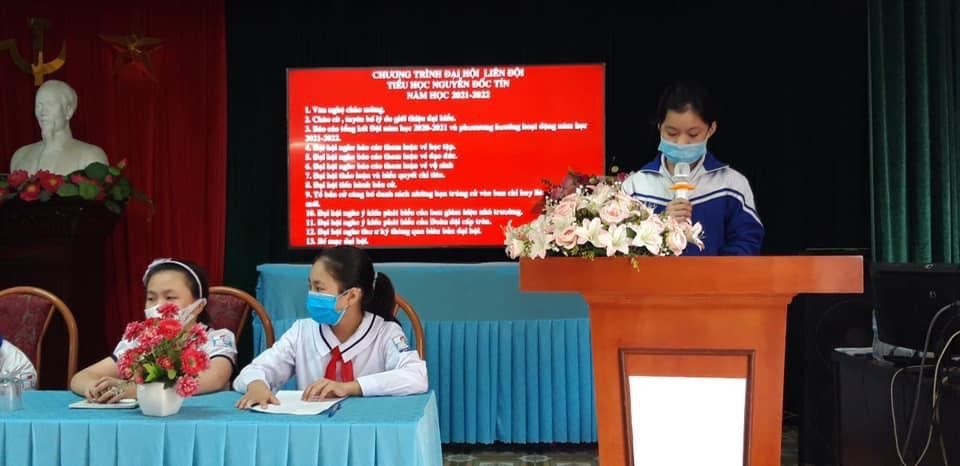 CHƯƠNG TRÌNH ĐẠI HỘI LIÊN ĐỘI
TIỂU HỌC NGUYỄN ĐỐC TÍN
NĂM HỌC 2021-2022
1. Văn nghệ chào mừng.
2. Chào cờ, tuyên bố lý do giới thiệu đại biểu.
3. Báo cáo tổng kết Đội năm học 2020-2021 và phương hướng hoạt động năm học
2021-2022.
4. Đại hội nghe báo cáo tham luận về học tập.
5. Đại hội nghe báo cáo tham luận về đạo đức.
6. Đại hội nghe báo cáo tham luận về vệ sinh
7. Đại hội thảo luận và biểu quyết chỉ tiêu.
8. Đại hội tiến hành bầu cử.
9. Tổ bầu cử công bố danh sách những bạn trúng cử vào ban chỉ huy liên
mới.
10. Đại hội nghe ý kiến phát biểu của ban giám hiệu nhà trường.
11. Đại hội nghe ý kiến phát biểu của Đoàn đội cấp trên.
12. Đại hội nghe thư ký thông qua biên bản đại hội.
13. Bế mạc đại hội.